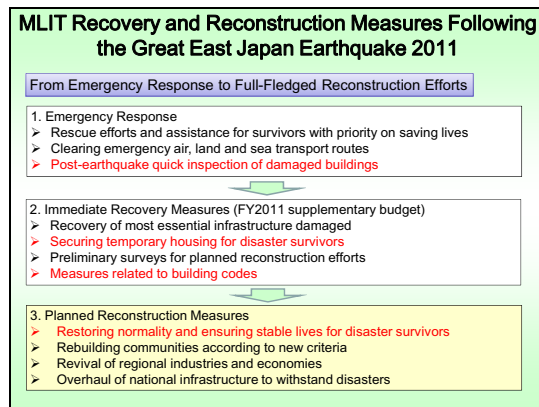 MLIT Recovery and Reconstruction Measures Following
the Great East Japan Earthquake 2011
From Emergency Response to Full-Fledged Reconstruction Efforts
1. Emergency Response
➤ Rescue efforts and assistance for survivors with priority on saving lives
➤ Clearing emergency air, land and sea transport routes
➤ Post-earthquake quick inspection of damaged buildings
2. Immediate Recovery Measures (FY2011 supplementary budget)
➤ Recovery of most essential infrastructure damaged
➤ Securing temporary housing for disaster survivors
➤ Preliminary surveys for planned reconstruction efforts
➤ Measures related to building codes
3. Planned Reconstruction Measures
➤ Restoring normality and ensuring stable lives for disaster survivors
➤ Rebuilding communities according to new criteria
➤ Revival of regional industries and economies
➤ Overhaul of national infrastructure to withstand disasters